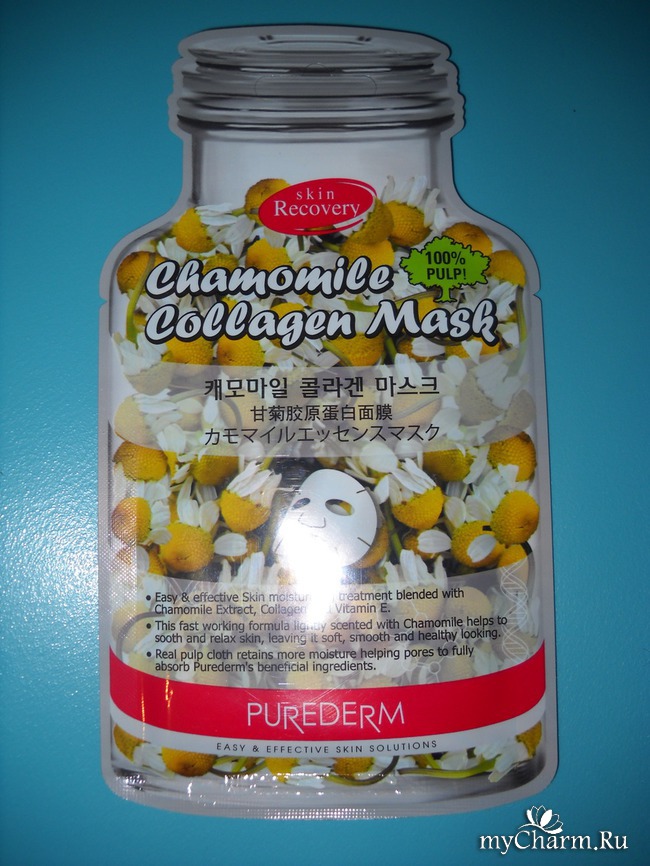 skin
Recovery
100%
PULP!
Chamomile
Collagen Mask
캐모마일 콜라겐 마스크
甘菊胶原蛋白面膜
カモマイルエッセンスマスク
• Easy & effective Skin treatment blended with
Chamomile Extract, Collagen Vitamin E.
• This fast working formula lightly scented with Chamomile helps to
sooth and relax skin, leaving it soft, smooth and healthy looking.
• Real pulp cloth retains more moisture helping pores to fully
absorb Purederm's beneficial ingredients.
PUREDERM
EASY & EFFECTIVE SKIN SOLUTIONS
myCharm.Ru